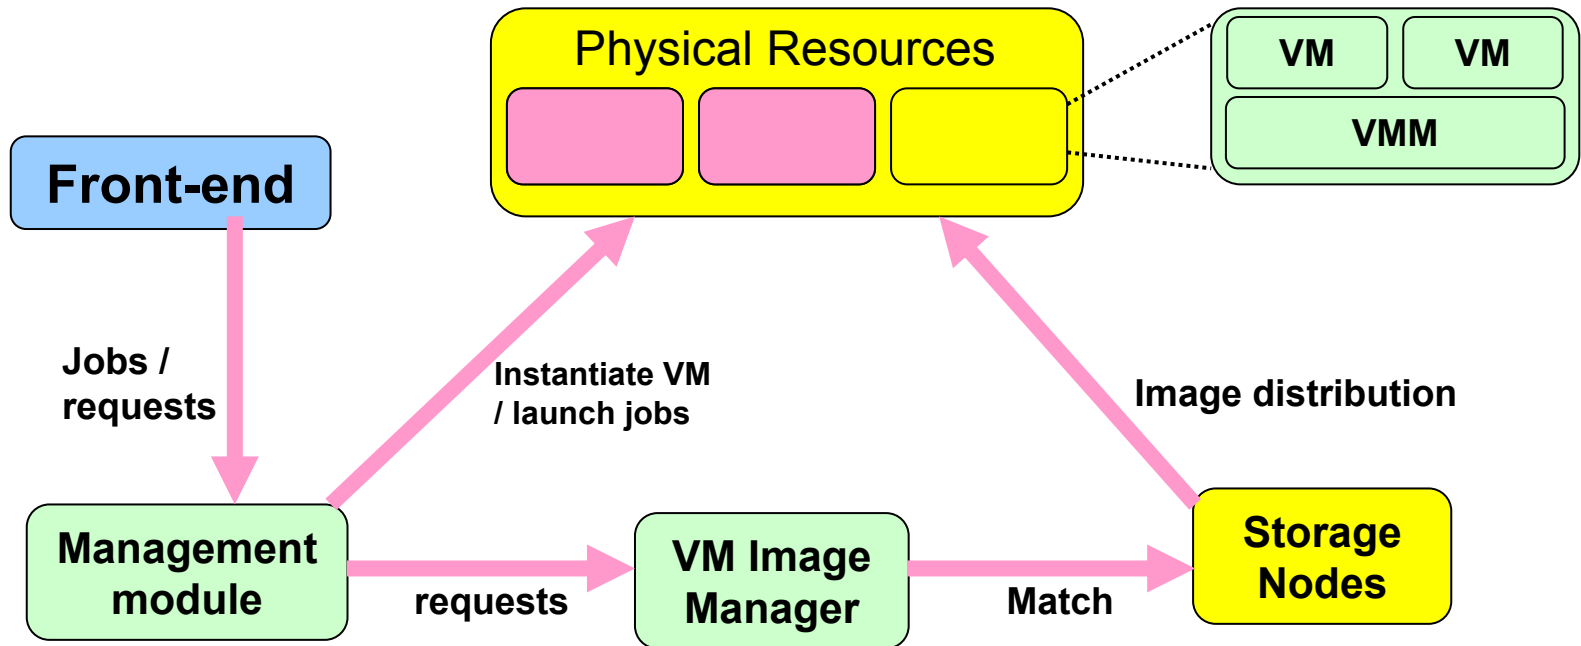 Physical Resources
VM
VM
VMM
Front-end
Jobs /
requests
Instantiate VM
/ launch jobs
Image distribution
Management
module
requests
VM Image
Manager
Match
Storage
Nodes